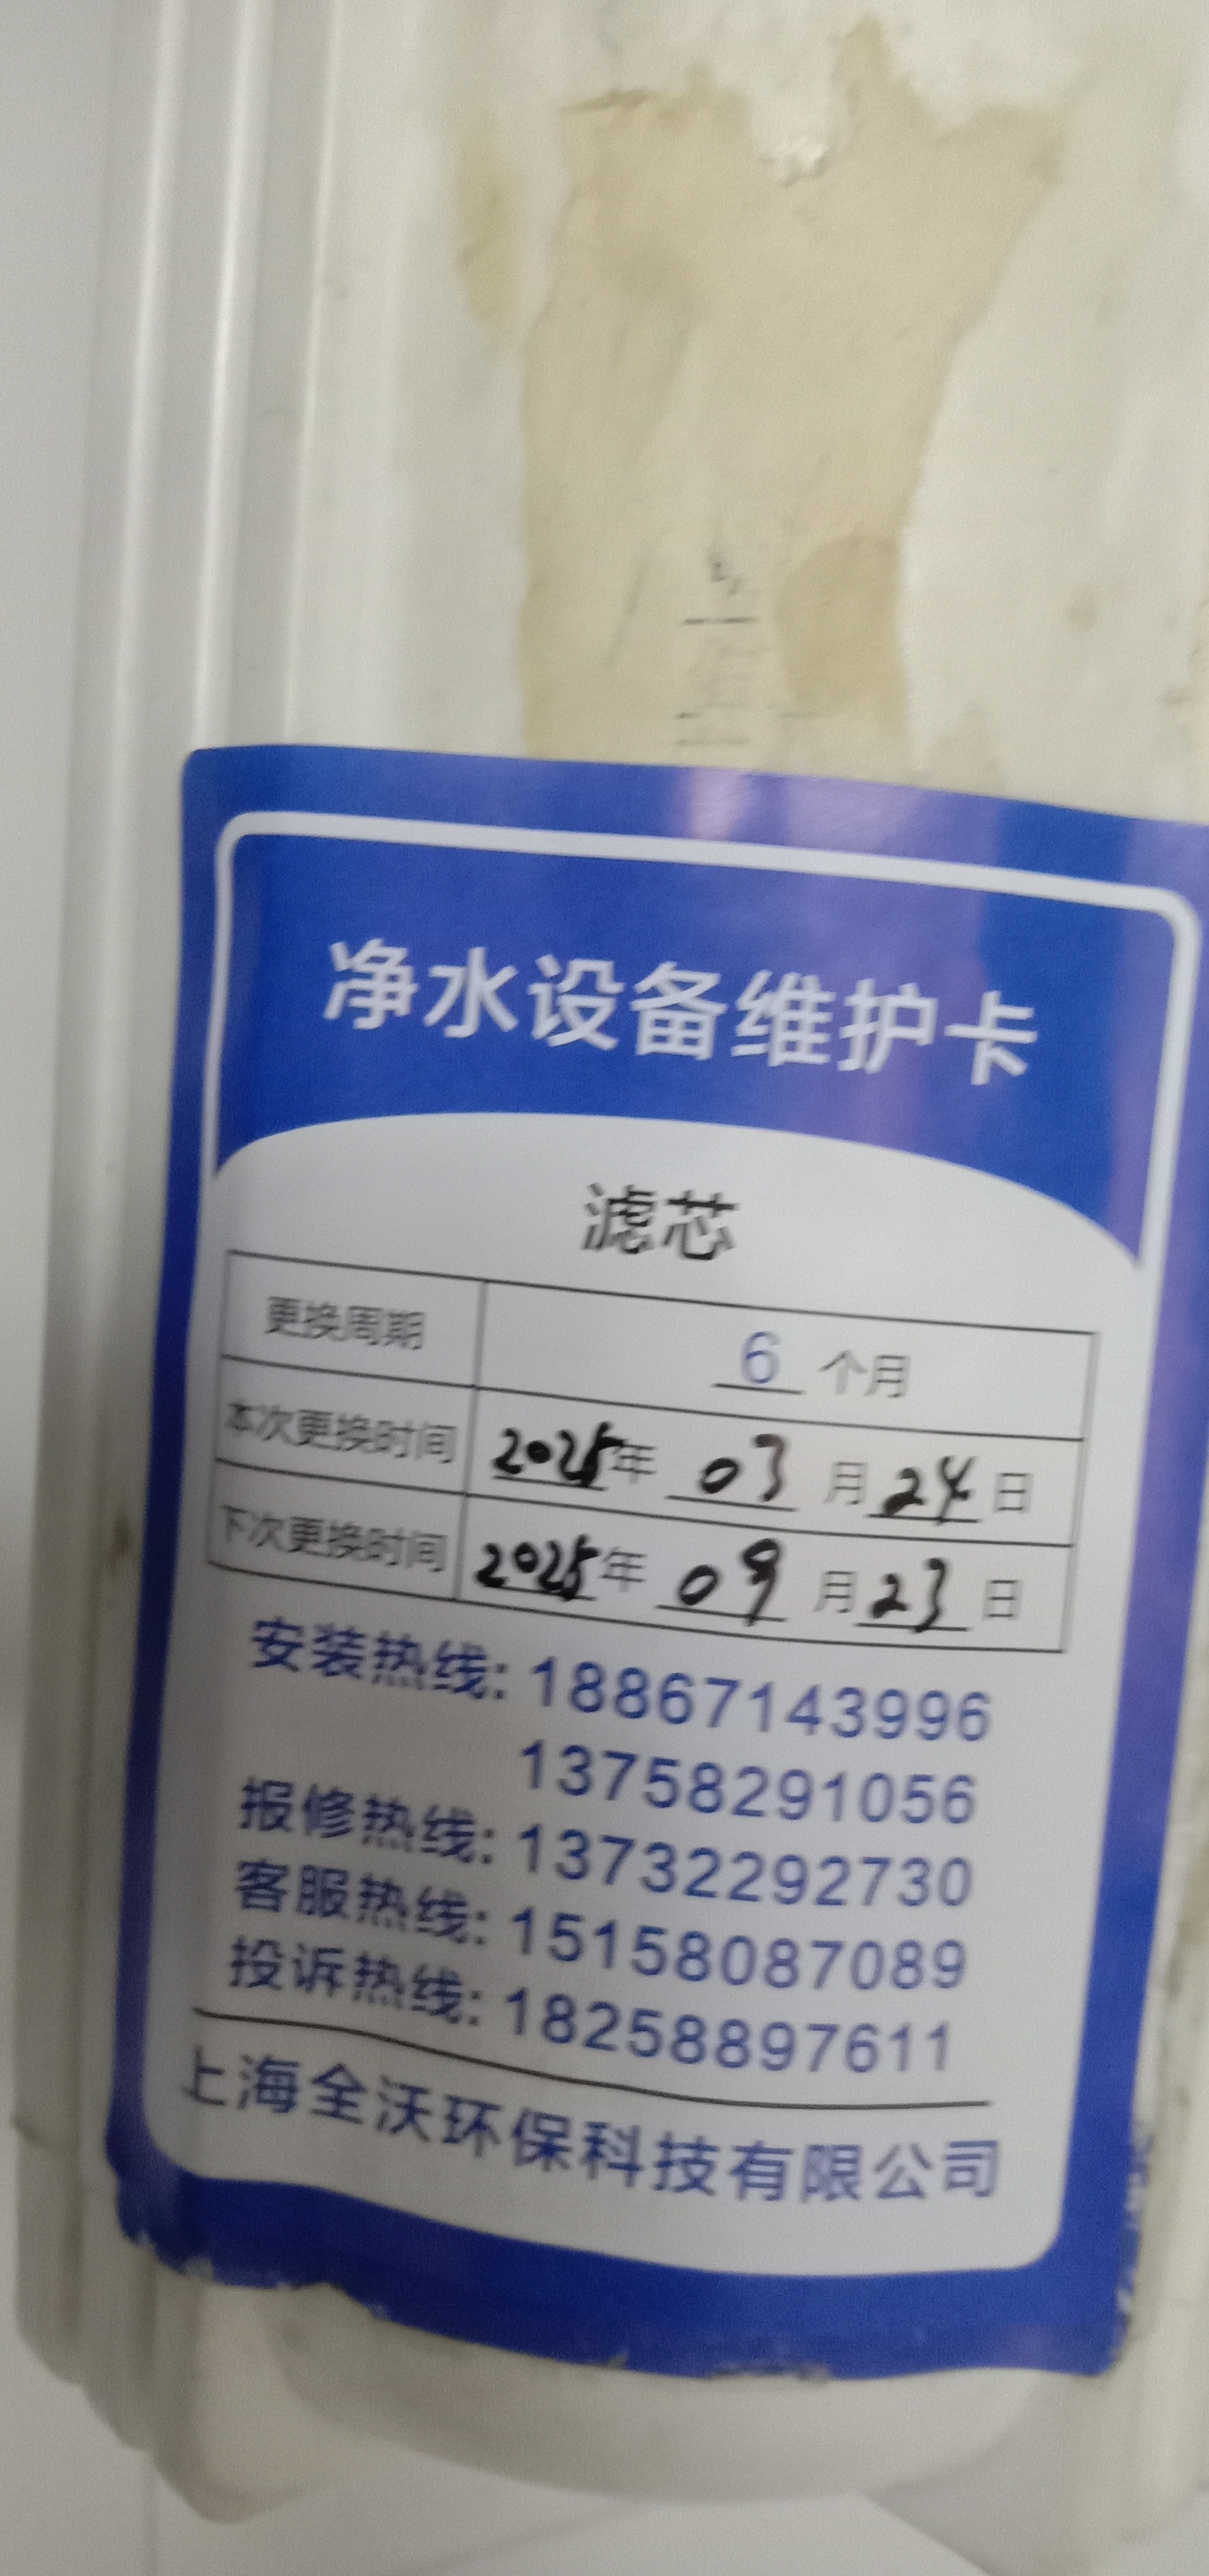 净水设备维护卡
滤芯
更换周期 6 个月
本次更换时间 2025年 03 月 24 日
下次更换时间 2025年 09 月 23 日
安装热线: 18867143996
13758291056
报修热线: 13732292730
客服热线: 15158087089
投诉热线: 18258897611
上海全沃环保科技有限公司